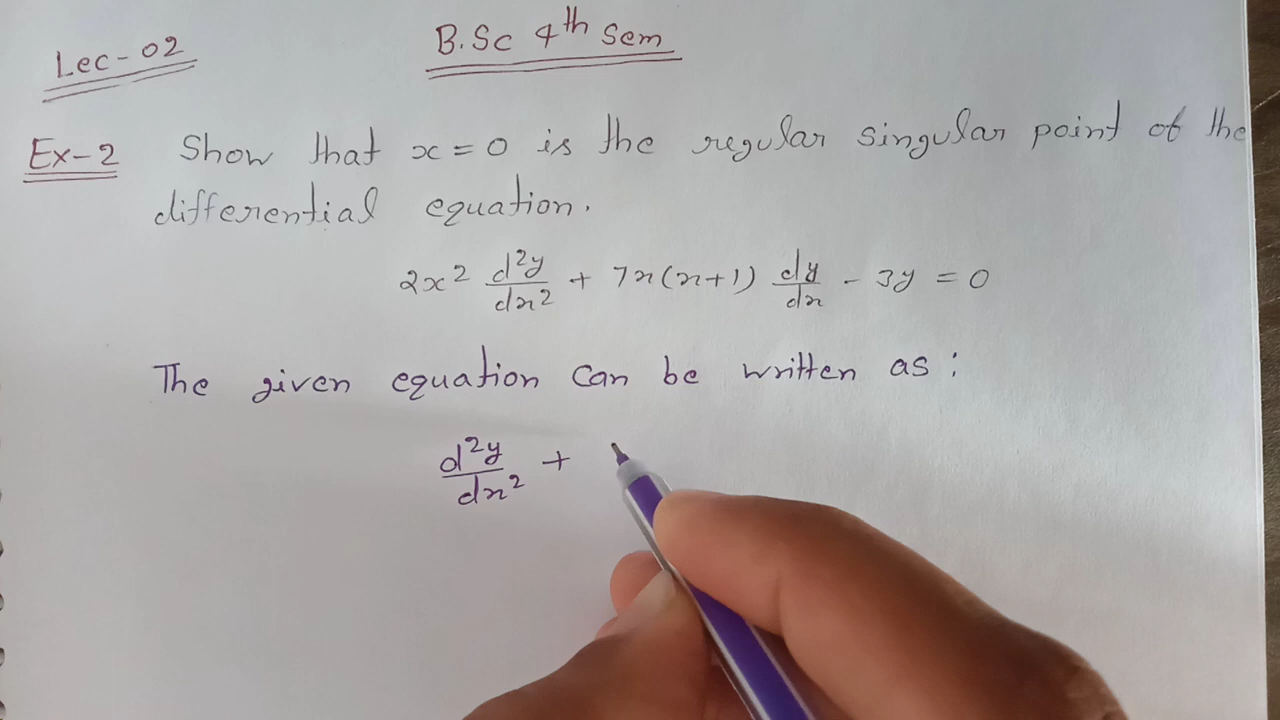 Lec-02
B.Sc 4th Sem
Ex-2 Show that x=0 is the regular singular point of the
differential equation.
2x² d²y/dx² + 7x(x+1) dy/dx - 3y = 0
The given equation can be written as:
d²y/dx² +